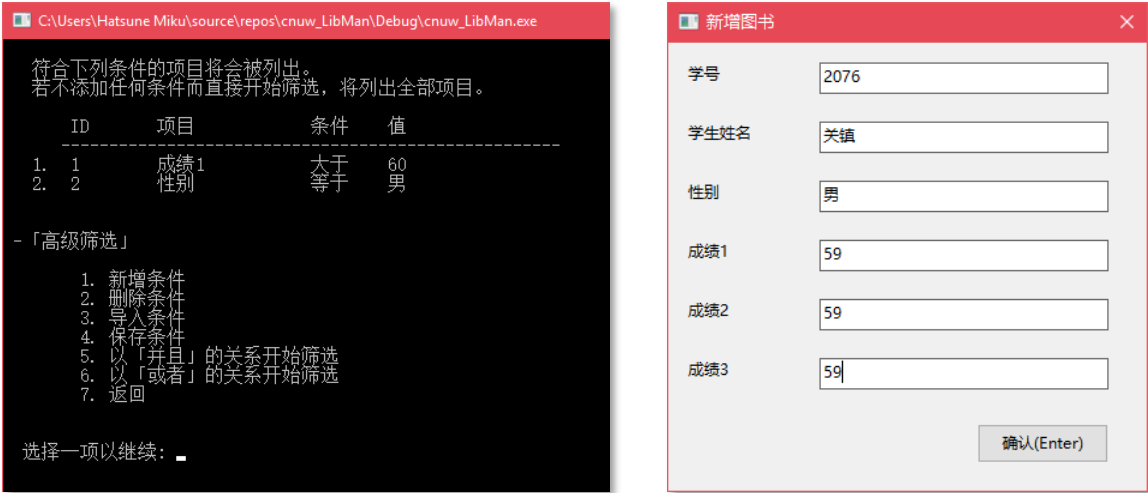 C:\Users\Hatsune Miku\source\repos\cnuw_LibMan\Debug\cnuw_LibMan.exe
符合下列条件的项目将会被列出。
若不添加任何条件而直接开始筛选，将列出全部项目。
ID 项目 条件 值
--------------------------------------------------
1. 1 成绩1 大于 60
2. 2 性别 等于 男
-「高级筛选」
1. 新增条件
2. 删除条件
3. 导入条件
4. 保存条件
5. 以「并且」的关系开始筛选
6. 以「或者」的关系开始筛选
7. 返回
选择一项以继续:
新增图书
学号 2076
学生姓名 关镇
性别 男
成绩1 59
成绩2 59
成绩3 59
确认(Enter)